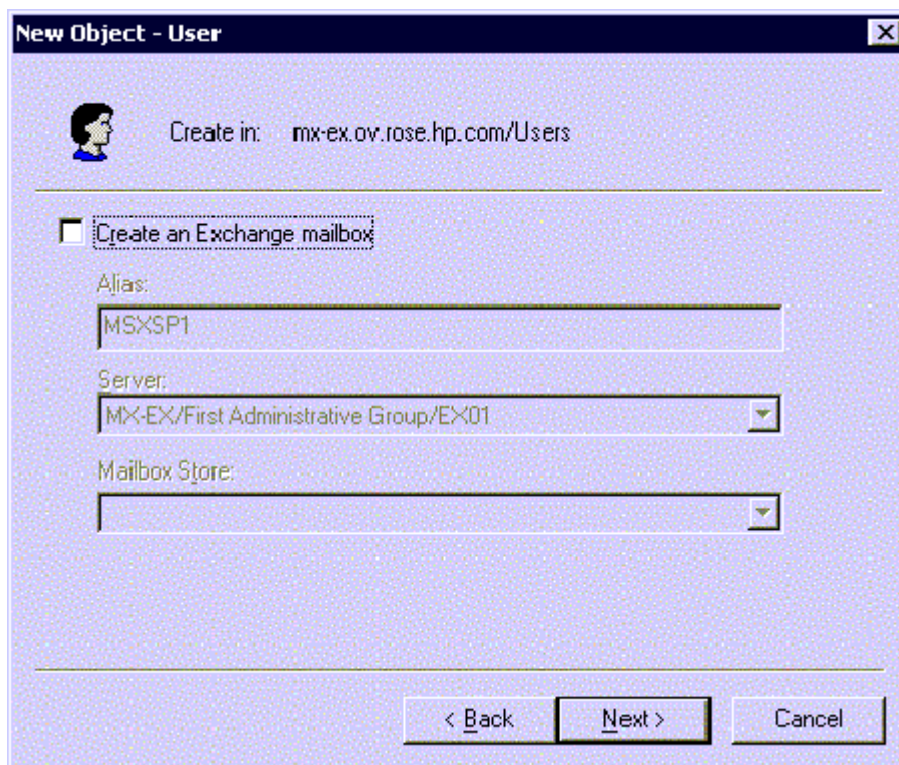 New Object - User
Create in: mx-ex.ov.rose.hp.com/Users
Create an Exchange mailbox
Alias:
MSXSP1
Server:
MX-EX/First Administrative Group/EX01
Mailbox Store:
< Back Next > Cancel